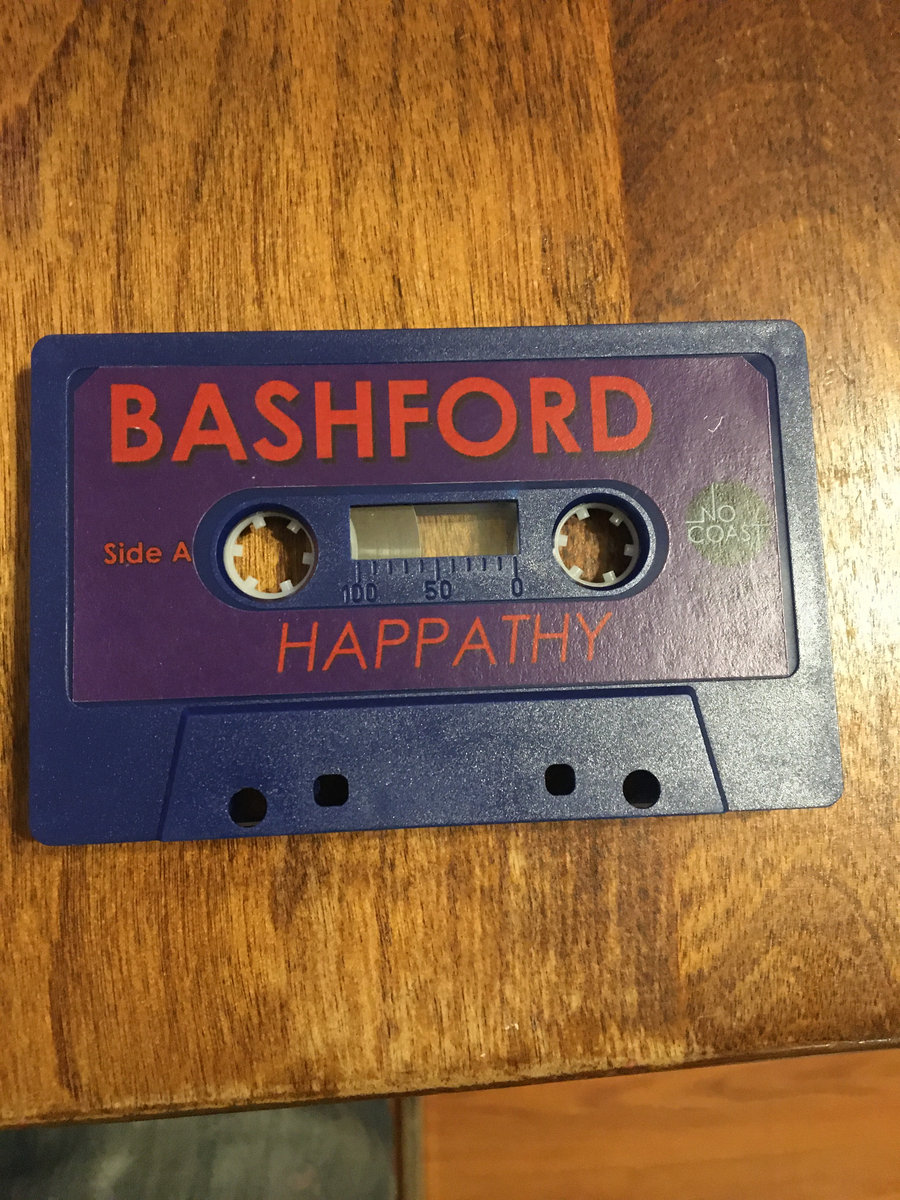 BASHFORD
Side A
NO
COAST
100 50 0
HAPPATHY